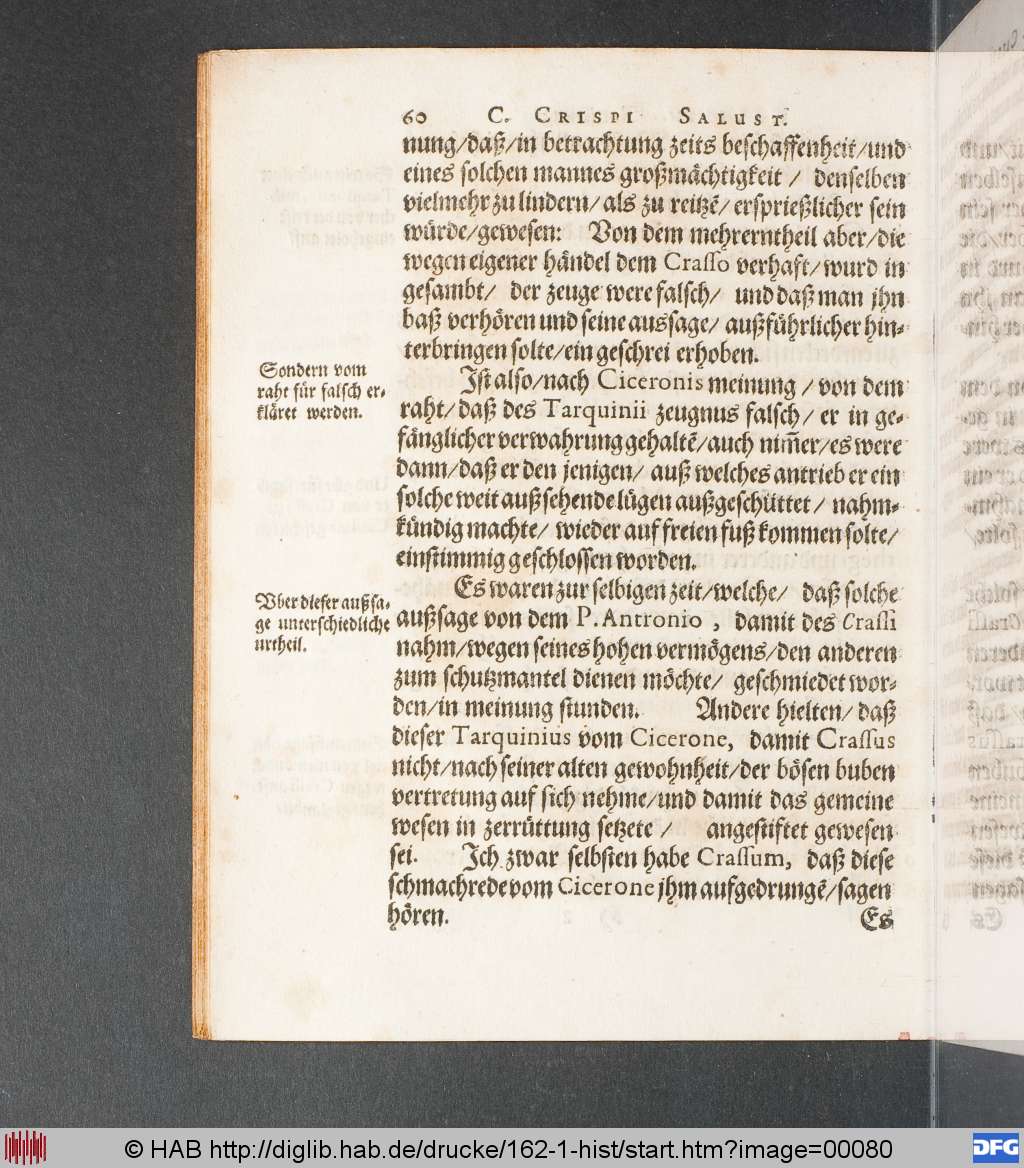 60 C. CRISPI SALUST.
nung/daß/in betrachtung zeits beschaffenheit/und
eines solchen mannes großmächtigkeit / denselben
vielmehr zu lindern/als zu reitzē/ersprießlicher sein
würde/gewesen: Von dem mehrerntheil aber/die
wegen eigener händel dem Crasso verhaft/wurd in
gesambt/ der zeuge were falsch/ und daß man jhn
baß verhören und seine aussage/ außführlicher hin-
terbringen solte/ein geschrei erhoben.
Sondern vom
raht für falsch er-
kläret werden.
Ist also/nach Ciceronis meinung / von dem
raht/daß des Tarquinii zeugnus falsch/ er in ge-
fänglicher verwahrung gehaltē/auch nim̄er/es were
dann/daß er den jenigen/ auß welches antrieb er ein
solche weit außsehende lügen außgeschüttet / nahm-
kündig machte/ wieder auf freien fuß kommen solte/
einstimmig geschlossen worden.
Vber dieser außsa-
ge unterschiedliche
urtheil.
Es waren zur selbigen zeit/welche/ daß solche
außsage von dem P. Antronio , damit des Crassi
nahm/wegen seines hohen vermögens/den anderen
zum schutzmantel dienen möchte/ geschmiedet wor-
den/in meinung stunden. Andere hielten/ daß
dieser Tarquinius vom Cicerone, damit Crassus
nicht/nach seiner alten gewohnheit/der bösen buben
vertretung auf sich nehme/und damit das gemeine
wesen in zerrüttung setzete / angestiftet gewesen
sei. Ich zwar selbsten habe Crassum, daß diese
schmachrede vom Cicerone jhm aufgedrungē/sagen
hören.
Es
© HAB http://diglib.hab.de/drucke/162-1-hist/start.htm?image=00080
DFG